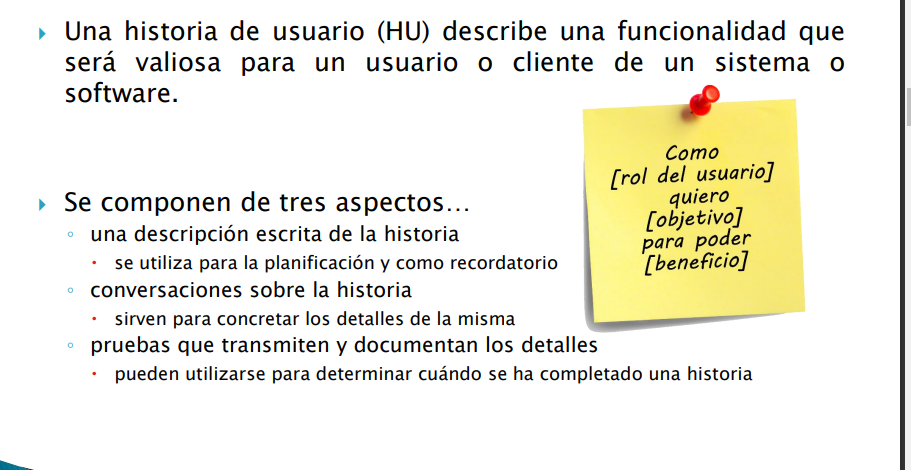 Una historia de usuario (HU) describe una funcionalidad que
será valiosa para un usuario o cliente de un sistema o
software.
Como
[rol del usuario]
quiero
[objetivo]
para poder
[beneficio]
Se componen de tres aspectos...
una descripción escrita de la historia
se utiliza para la planificación y como recordatorio
conversaciones sobre la historia
sirven para concretar los detalles de la misma
pruebas que transmiten y documentan los detalles
pueden utilizarse para determinar cuándo se ha completado una historia